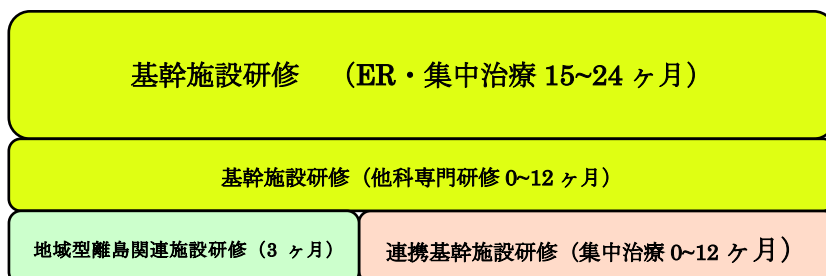 基幹施設研修　（ER・集中治療 15~24 ヶ月）
基幹施設研修（他科専門研修 0~12 ヶ月）
地域型離島関連施設研修（3 ヶ月）
連携基幹施設研修（集中治療 0~12 ヶ月）